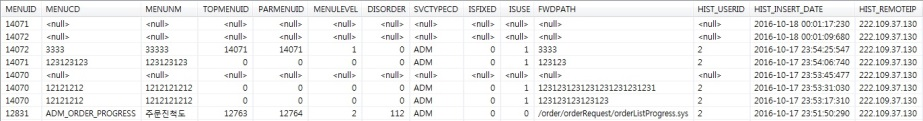 MENUID MENUCD MENUNM TOPMENUID PARMENUID MENULEVEL DISORDER SVCTYPECD ISFIXED ISUSE FWDPATH HIST_USERID HIST_INSERT_DATE HIST_REMOTEIP
14071 <null> <null> <null> <null> <null> <null> <null> <null> <null> <null> <null> 2016-10-18 00:01:17:230 222.109.37.130
14072 <null> <null> <null> <null> <null> <null> <null> <null> <null> <null> <null> 2016-10-18 00:01:09:680 222.109.37.130
14072 3333 33333 14071 14071 1 0 ADM 0 1 3333 2 2016-10-17 23:54:25:547 222.109.37.130
14071 123123123 123123123 0 0 0 0 ADM 0 1 123123 2 2016-10-17 23:54:06:740 222.109.37.130
14070 <null> <null> <null> <null> <null> <null> <null> <null> <null> <null> <null> 2016-10-17 23:53:45:477 222.109.37.130
14070 12121212 1212121212 0 0 0 0 ADM 0 1 1231231231231231231231231 2 2016-10-17 23:53:31:030 222.109.37.130
14070 12121212 1212121212 0 0 0 0 ADM 0 1 123123123123123 2 2016-10-17 23:53:17:310 222.109.37.130
12831 ADM_ORDER_PROGRESS 주문진척도 12763 12764 2 112 ADM 0 0 /order/orderRequest/orderListProgress.sys 2 2016-10-17 23:51:50:290 222.109.37.130